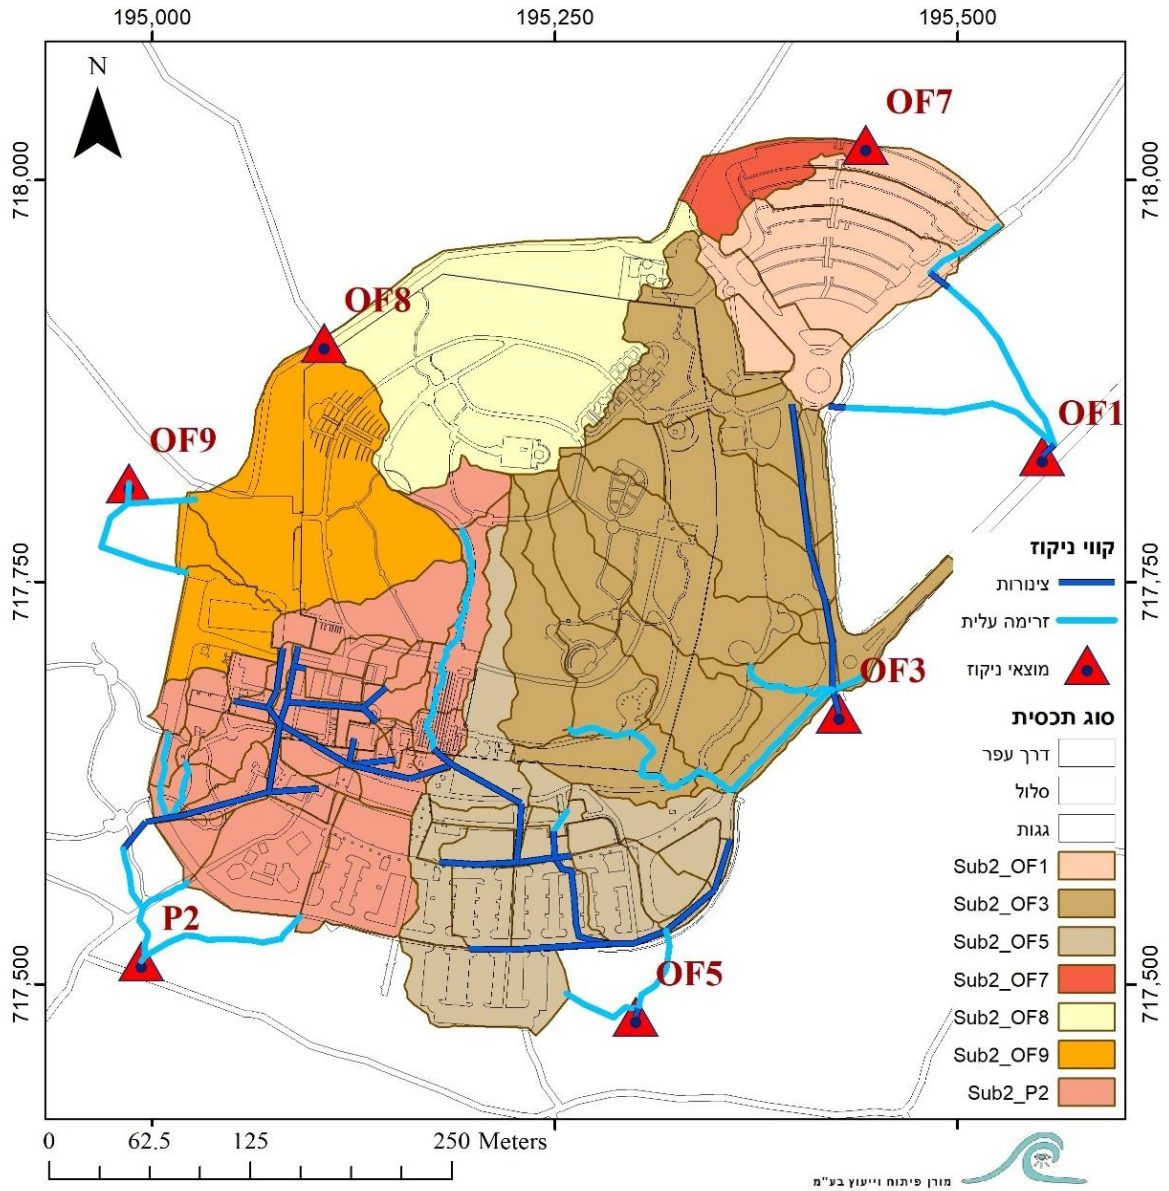 195,000
195,250
195,500
N
OF7
718,000
718,000
OF8
OF1
OF9
קווי ניקוז
צינורות
717,750
717,750
זרימה עלית
OF3
מוצאי ניקוז
סוג תכסית
דרך עפר
סלול
גגות
Sub2_OF1
Sub2_OF3
P2
Sub2_OF5
OF5
717,500
717,500
Sub2_OF7
Sub2_OF8
Sub2_OF9
Sub2_P2
0
62.5
125
250 Meters
מורן פיתוח וייעוץ בע"מ